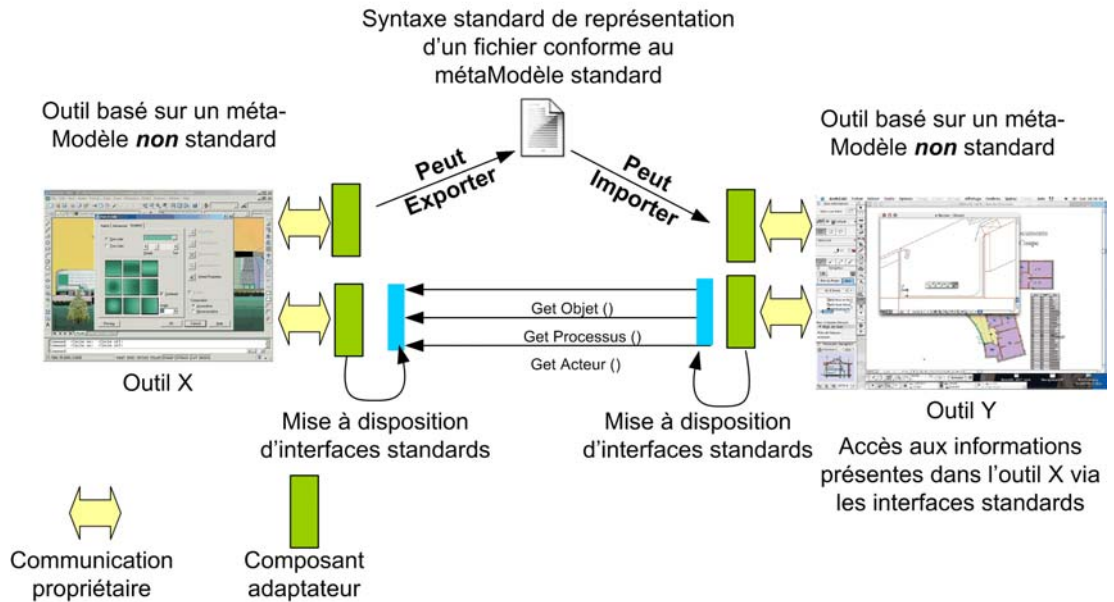 Syntaxe standard de représentation
d'un fichier conforme au
métaModèle standard
Outil basé sur un méta-
Modèle non standard
Outil basé sur un méta-
Modèle non standard
Peut
Exporter
Peut
Importer
Get Objet ()
Get Processus ()
Get Acteur ()
Outil X
Outil Y
Mise à disposition
d'interfaces standards
Mise à disposition
d'interfaces standards
Accès aux informations
présentes dans l'outil X via
les interfaces standards
Communication
propriétaire
Composant
adaptateur